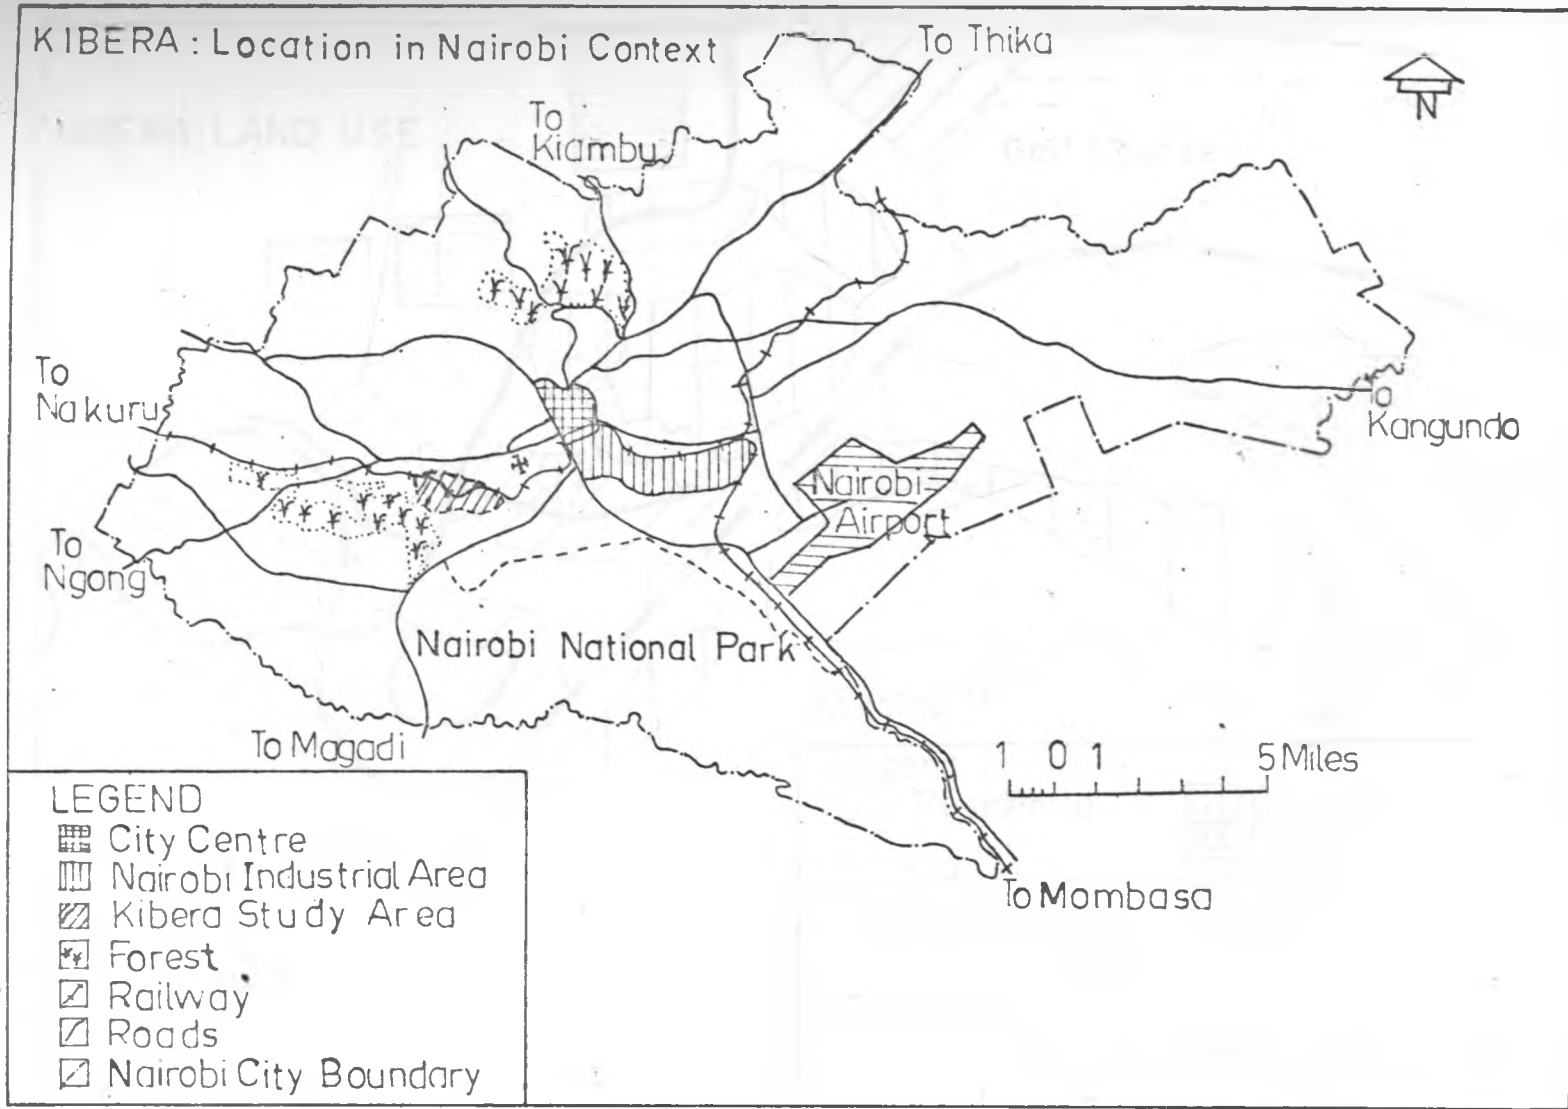 KIBERA: Location in Nairobi Context
To Thika
N
To
Kiambu
To
Nakuru
To
Kangundo
Nairobi
Airport
To
Ngong
Nairobi National Park
To Magadi
1 0 1 5 Miles
To Mombasa
LEGEND
City Centre
Nairobi Industrial Area
Kibera Study Area
Forest
Railway
Roads
Nairobi City Boundary
LAND USE